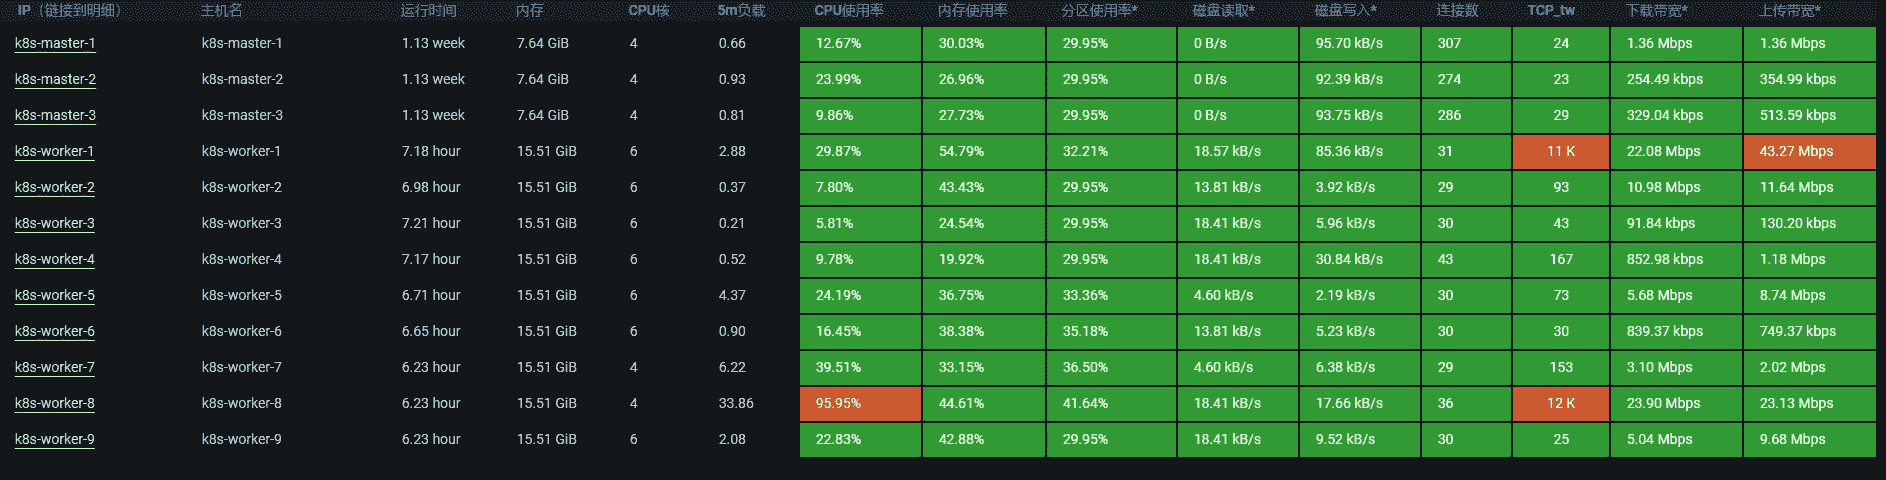 IP（链接到明细） 主机名 运行时间 内存 CPU核 5m负载 CPU使用率 内存使用率 分区使用率* 磁盘读取* 磁盘写入* 连接数 TCP_tw 下载带宽* 上传带宽*
k8s-master-1 k8s-master-1 1.13 week 7.64 GiB 4 0.66 12.67% 30.03% 29.95% 0 B/s 95.70 kB/s 307 24 1.36 Mbps 1.36 Mbps
k8s-master-2 k8s-master-2 1.13 week 7.64 GiB 4 0.93 23.99% 26.96% 29.95% 0 B/s 92.39 kB/s 274 23 254.49 kbps 354.99 kbps
k8s-master-3 k8s-master-3 1.13 week 7.64 GiB 4 0.81 9.86% 27.73% 29.95% 0 B/s 93.75 kB/s 286 29 329.04 kbps 513.59 kbps
k8s-worker-1 k8s-worker-1 7.18 hour 15.51 GiB 6 2.88 29.87% 54.79% 32.21% 18.57 kB/s 85.36 kB/s 31 11 K 22.08 Mbps 43.27 Mbps
k8s-worker-2 k8s-worker-2 6.98 hour 15.51 GiB 6 0.37 7.80% 43.43% 29.95% 13.81 kB/s 3.92 kB/s 29 93 10.98 Mbps 11.64 Mbps
k8s-worker-3 k8s-worker-3 7.21 hour 15.51 GiB 6 0.21 5.81% 24.54% 29.95% 18.41 kB/s 5.96 kB/s 30 43 91.84 kbps 130.20 kbps
k8s-worker-4 k8s-worker-4 7.17 hour 15.51 GiB 6 0.52 9.78% 19.92% 29.95% 18.41 kB/s 30.84 kB/s 43 167 852.98 kbps 1.18 Mbps
k8s-worker-5 k8s-worker-5 6.71 hour 15.51 GiB 6 4.37 24.19% 36.75% 33.36% 4.60 kB/s 2.19 kB/s 30 73 5.68 Mbps 8.74 Mbps
k8s-worker-6 k8s-worker-6 6.65 hour 15.51 GiB 6 0.90 16.45% 38.38% 35.18% 13.81 kB/s 5.23 kB/s 30 30 839.37 kbps 749.37 kbps
k8s-worker-7 k8s-worker-7 6.23 hour 15.51 GiB 4 6.22 39.51% 33.15% 36.50% 4.60 kB/s 6.38 kB/s 29 153 3.10 Mbps 2.02 Mbps
k8s-worker-8 k8s-worker-8 6.23 hour 15.51 GiB 4 33.86 95.95% 44.61% 41.64% 18.41 kB/s 17.66 kB/s 36 12 K 23.90 Mbps 23.13 Mbps
k8s-worker-9 k8s-worker-9 6.23 hour 15.51 GiB 6 2.08 22.83% 42.88% 29.95% 18.41 kB/s 9.52 kB/s 30 25 5.04 Mbps 9.68 Mbps